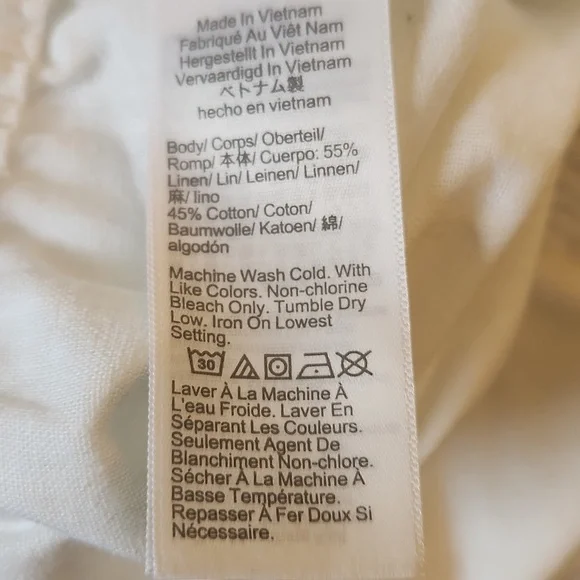 Made In Vietnam
Fabriqué Au Viêt Nam
Hergestellt In Vietnam
Vervaardigd In Vietnam
ベトナム製
hecho en vietnam
Body/ Corps/ Oberteil/
Romp/ 本体/ Cuerpo: 55%
Linen/ Lin/ Leinen/ Linnen/
麻/ lino
45% Cotton/ Coton/
Baumwolle/ Katoen/ 綿/
algodón
Machine Wash Cold. With
Like Colors. Non-chlorine
Bleach Only. Tumble Dry
Low. Iron On Lowest
Setting.
30
Laver À La Machine À
L'eau Froide. Laver En
Séparant Les Couleurs.
Seulement Agent De
Blanchiment Non-chlore.
Sécher À La Machine À
Basse Température.
Repasser À Fer Doux Si
Nécessaire.